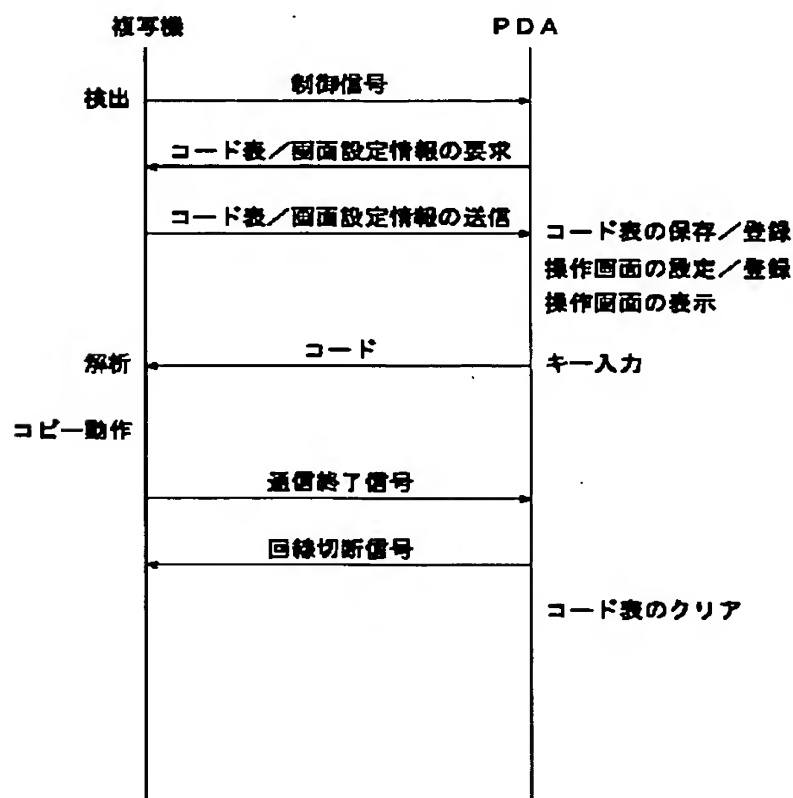 複写機
PDA
検出
制御信号
コード表／画面設定情報の要求
コード表／画面設定情報の送信
コード表の保存／登録
操作画面の設定／登録
操作画面の表示
解析
コード
キー入力
コピー動作
通信終了信号
回線切断信号
コード表のクリア